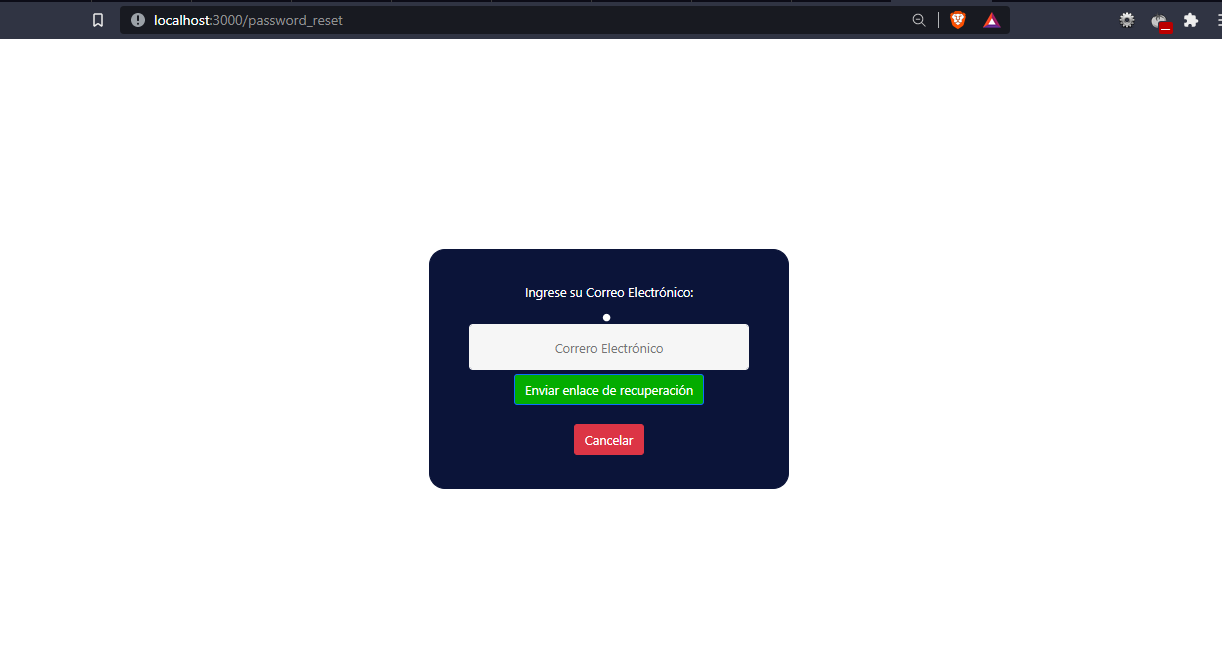 localhost:3000/password_reset
Ingrese su Correo Electrónico:
Correro Electrónico
Enviar enlace de recuperación
Cancelar